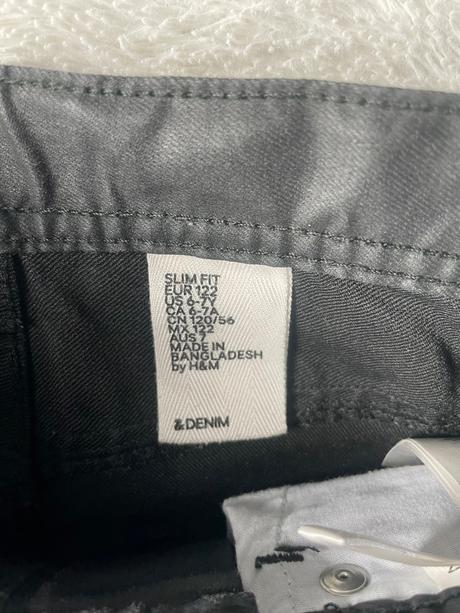 SLIM FIT
EUR 122
US 6-7Y
CA 6-7A
CN 120/56
MX 122
AUS 7
MADE IN
BANGLADESH
by H&M
&DENIM